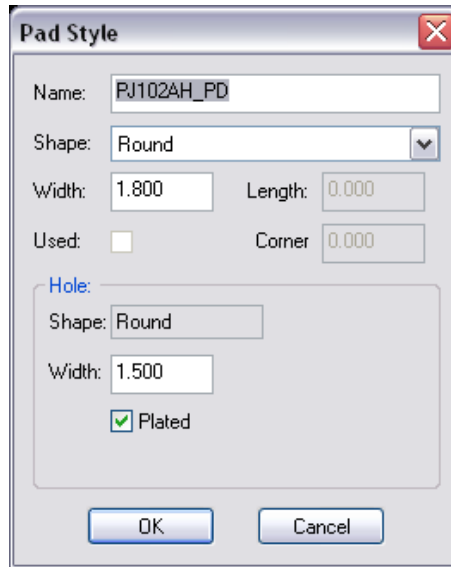 Pad Style
Name: PJ102AH_PD
Shape: Round
Width: 1.800 Length: 0.000
Used: Corner 0.000
Hole:
Shape: Round
Width: 1.500
Plated
OK Cancel